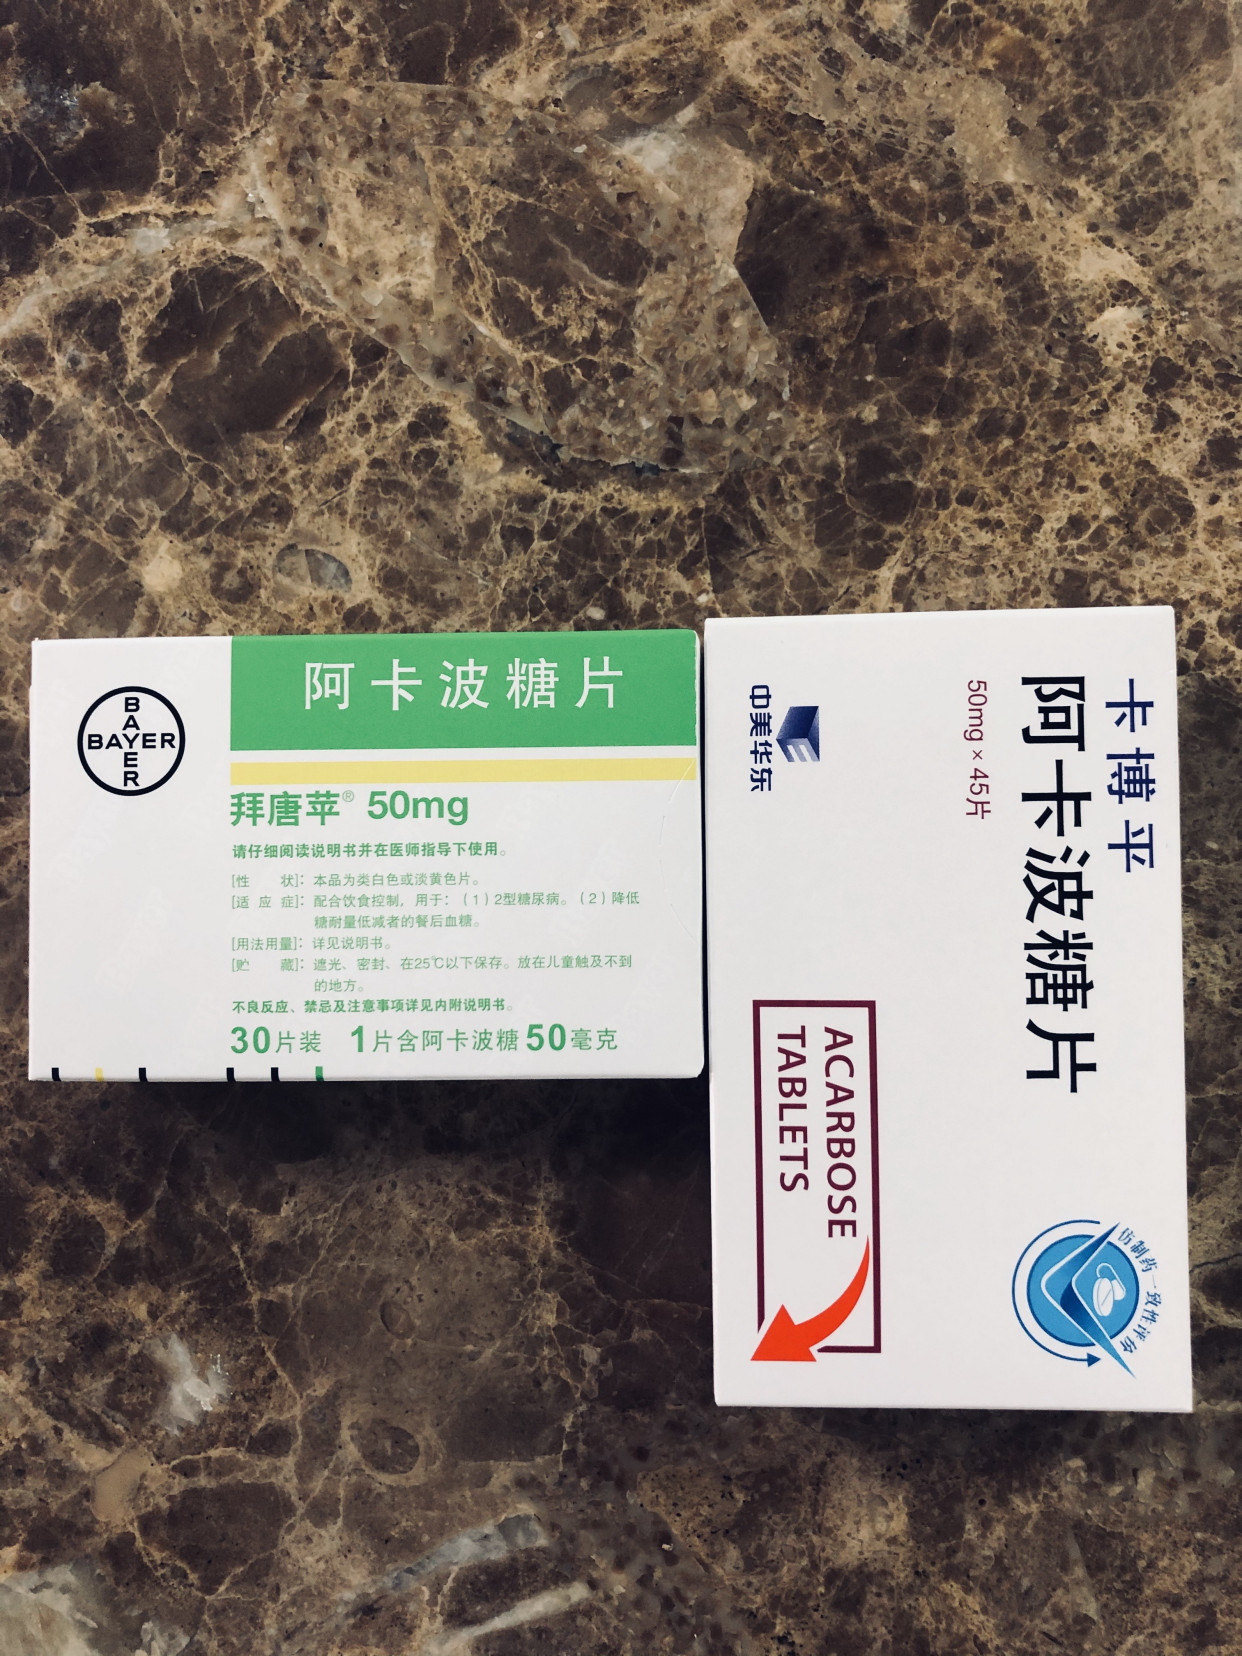 BAYER
BAYER
阿卡波糖片
拜唐苹® 50mg
请仔细阅读说明书并在医师指导下使用。
[性 状]：本品为类白色或淡黄色片。
[适 应 症]：配合饮食控制，用于：（1）2型糖尿病。（2）降低
糖耐量低减者的餐后血糖。
[用法用量]：详见说明书。
[贮 藏]：遮光、密封、在25℃以下保存。放在儿童触及不到
的地方。
不良反应、禁忌及注意事项详见内附说明书。
30片装 1片含阿卡波糖50毫克
卡博平
阿卡波糖片
50mg×45片
中美华东
ACARBOSE
TABLETS
仿制药一致性评价